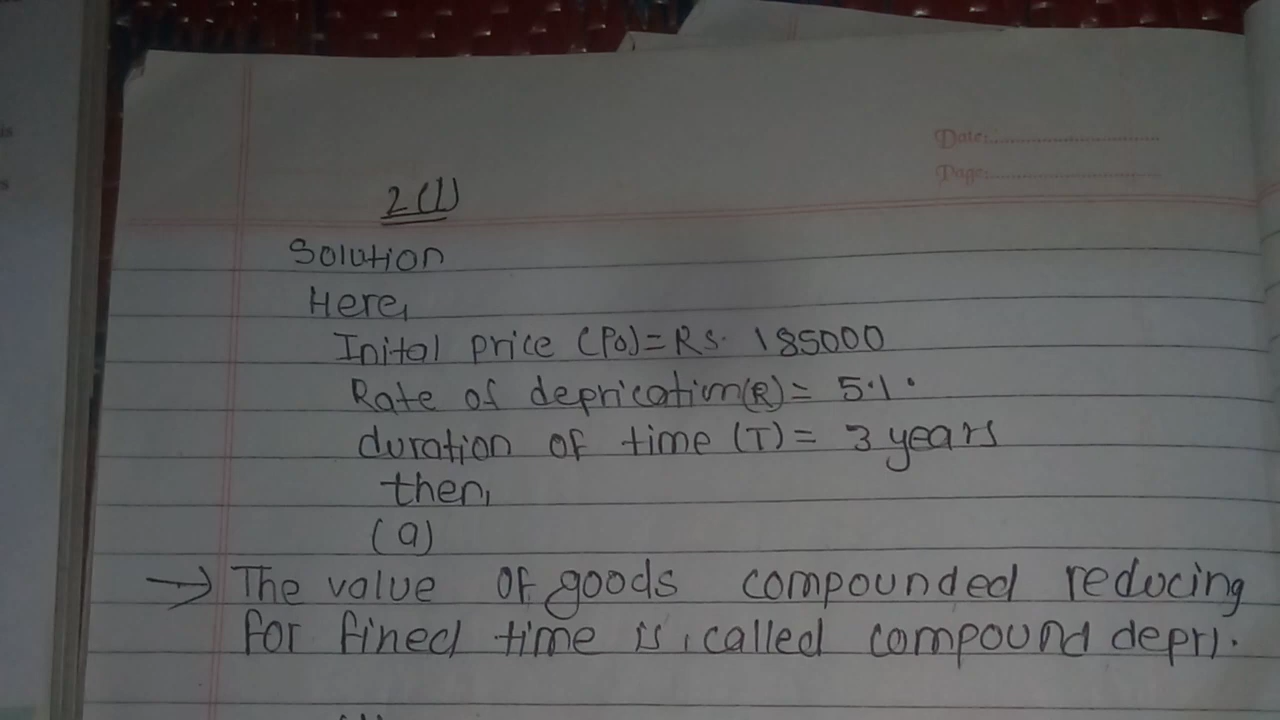 Date:
Page:
2(1)
Solution
Here,
Inital price (P0)= Rs. 185000
Rate of deprication(R)= 5%
duration of time (T)= 3 years
then,
(a)
→ The value of goods compounded reducing
for fined time is, called compound depri.